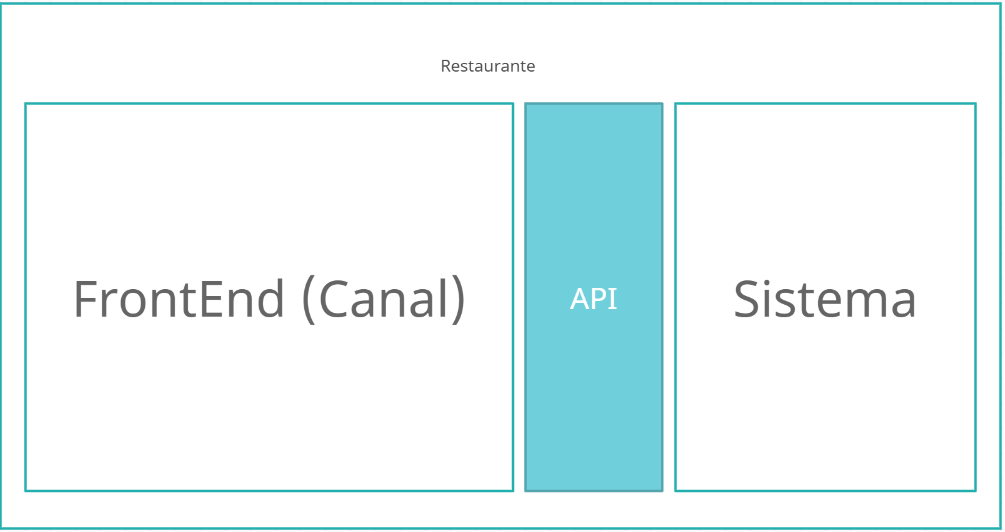 Restaurante
FrontEnd (Canal)
API
Sistema